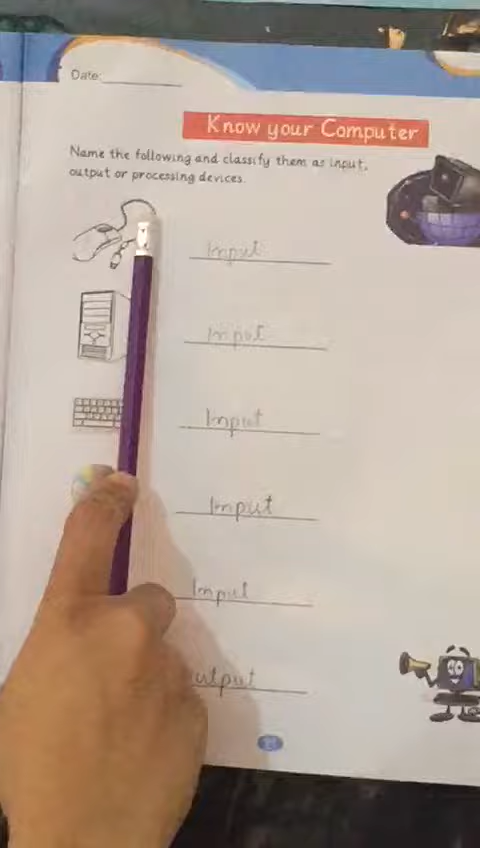 Date:
Know your Computer
Name the following and classify them as input,
output or processing devices.
Input
Input
Input
Input
Input
utput